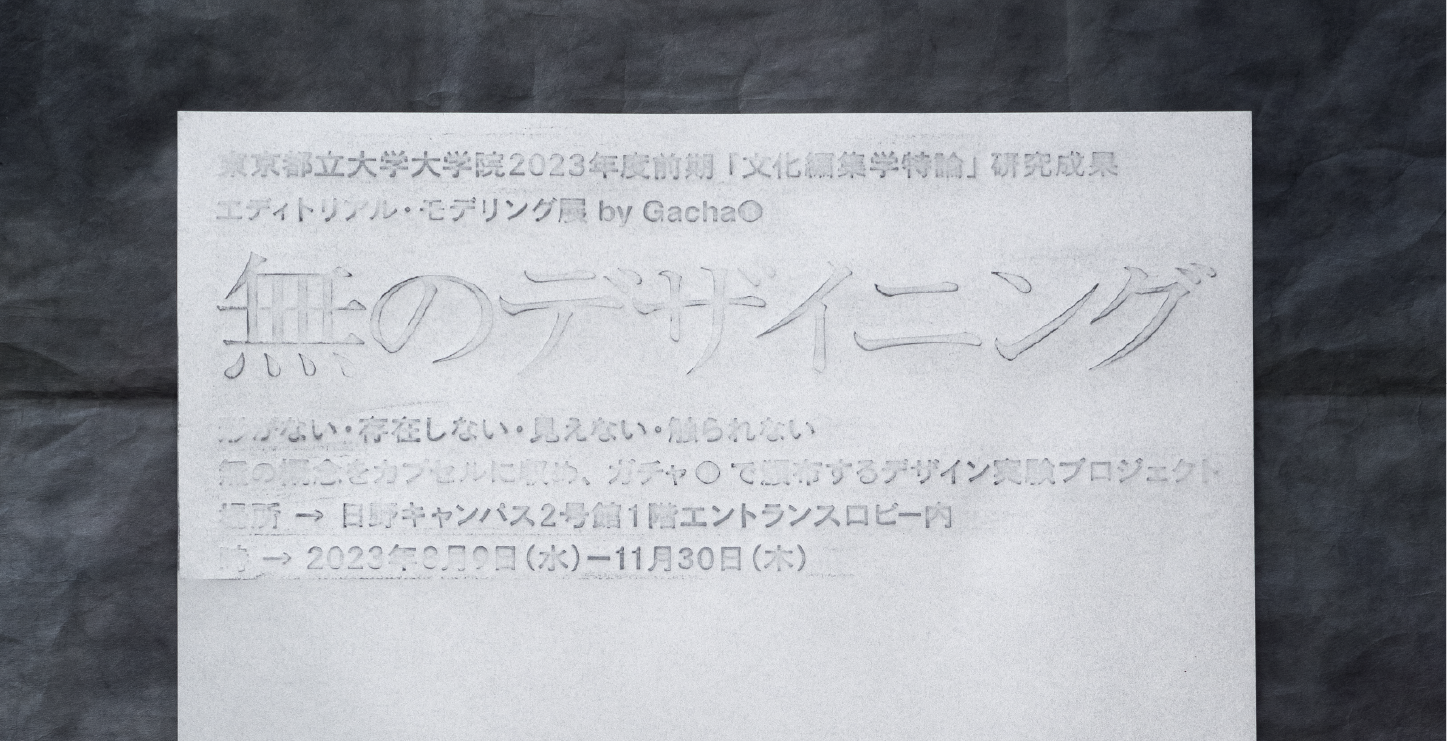 東京都立大学大学院2023年度前期「文化編集学特論」研究成果
エディトリアル・モデリング展 by Gacha◎
無のデザイニング
形がない・存在しない・見えない・触られない
無の概念をカプセルに収め、ガチャ◎で頒布するデザイン実験プロジェクト
場所 → 日野キャンパス2号館1階エントランスロビー内
時 → 2023年8月9日（水）ー11月30日（木）